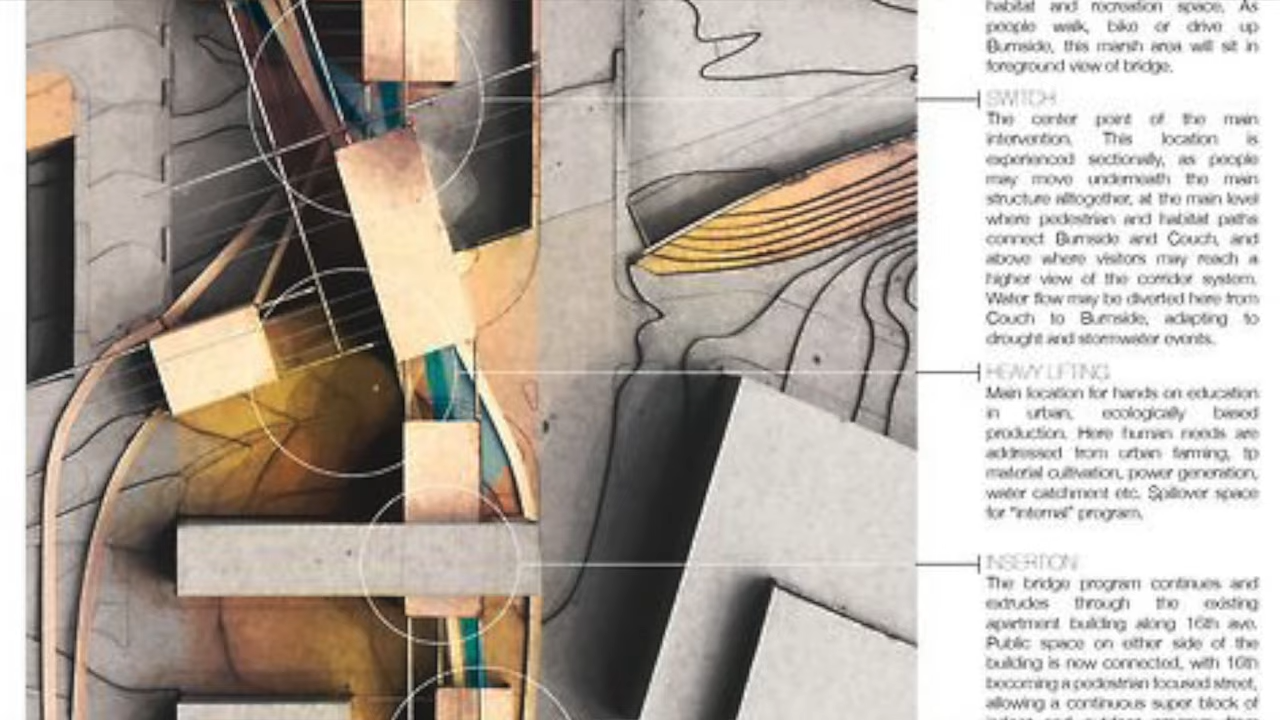 habitat and recreation space. As
people walk, bike or drive up
Burnside, this marsh area will sit in
foreground view of bridge.
SWITCH
The center point of the main
intervention. This location is
experienced sectionally, as people
may move underneath the main
structure alltogether, at the main level
where pedestrian and habitat paths
connect Burnside and Couch, and
above where visitors may reach a
higher view of the corridor system.
Water flow may be diverted here from
Couch to Burnside, adapting to
drought and stormwater events.
HEAVY LIFTING
Main location for hands on education
in urban, ecologically based
production. Here human needs are
addressed from urban farming, tp
material cultivation, power generation,
water catchment etc. Spillover space
for "internal" program.
INSERTION
The bridge program continues and
extrudes through the existing
apartment building along 16th ave.
Public space on either side of the
building is now connected, with 16th
becoming a pedestrian focused street,
allowing a continuous super block of